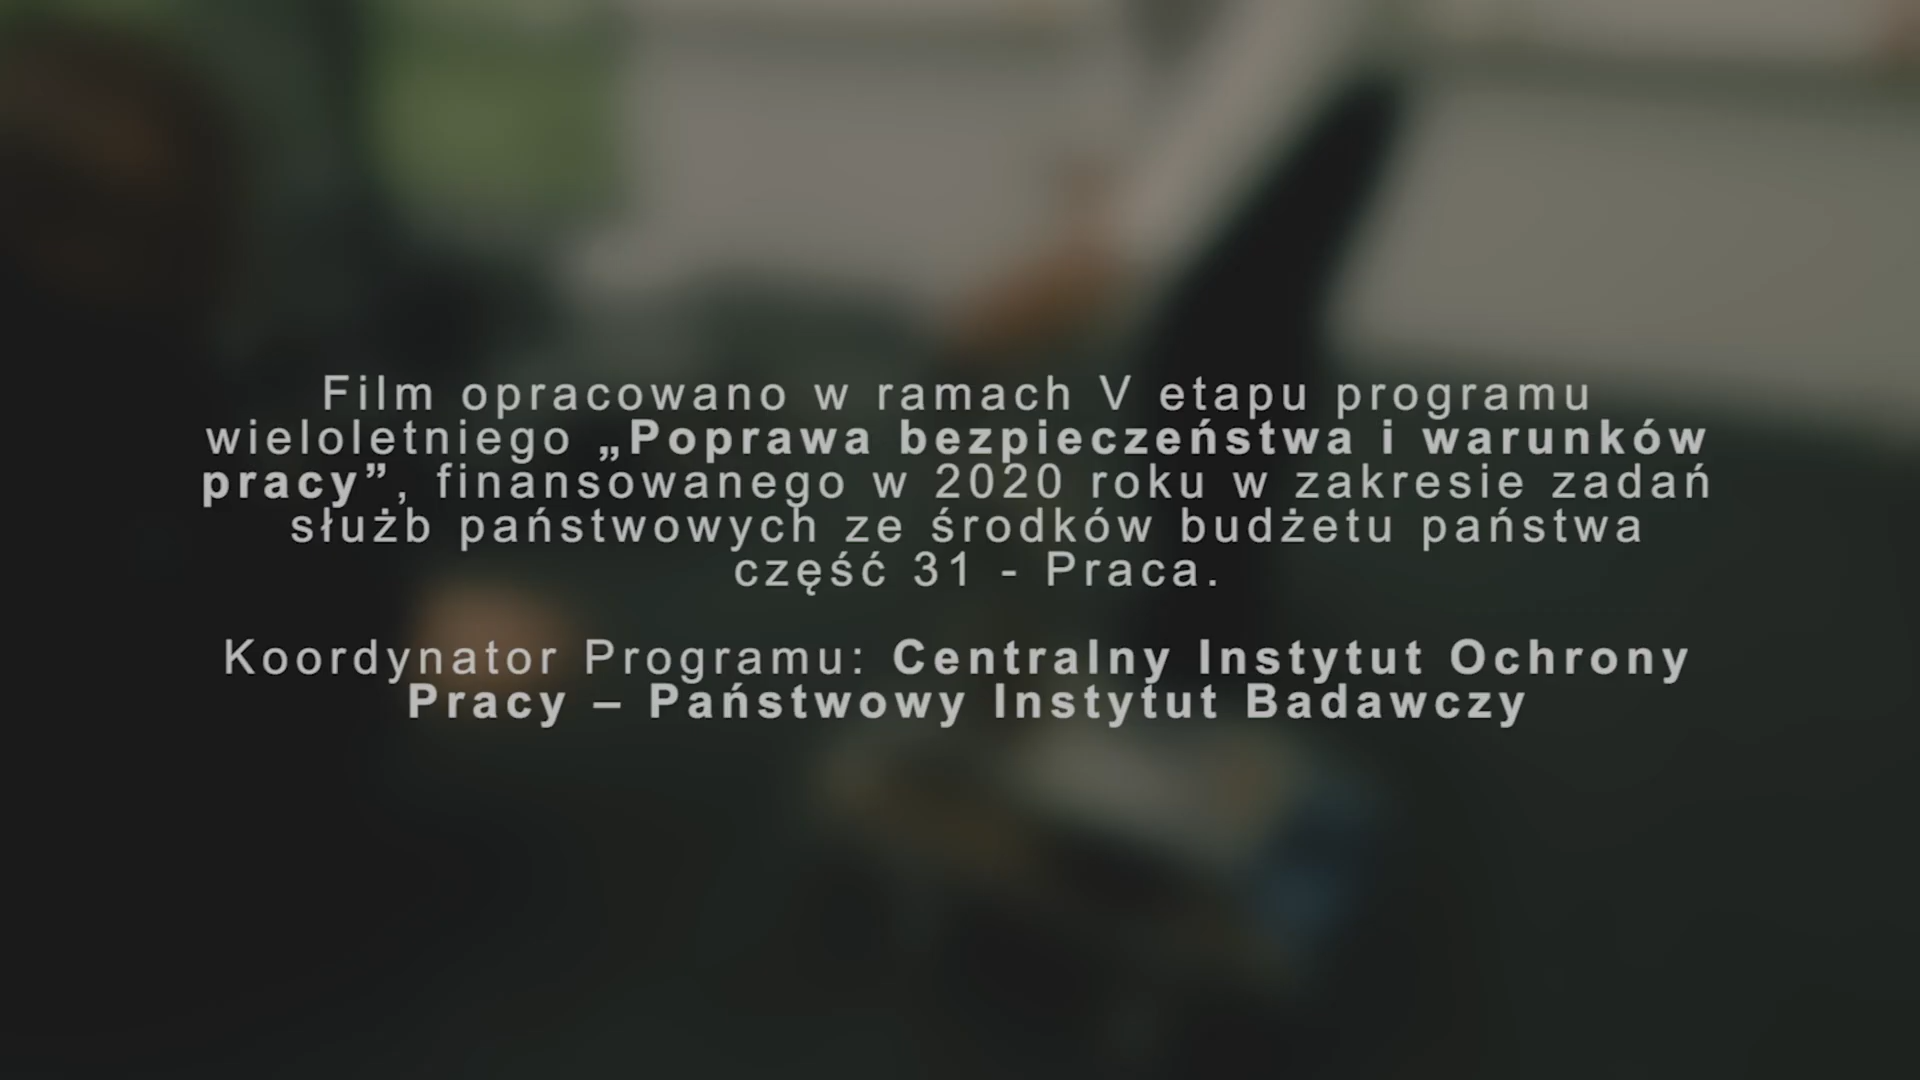 Film opracowano w ramach V etapu programu
wieloletniego „Poprawa bezpieczeństwa i warunków
pracy”, finansowanego w 2020 roku w zakresie zadań
służb państwowych ze środków budżetu państwa
część 31 - Praca.
Koordynator Programu: Centralny Instytut Ochrony
Pracy – Państwowy Instytut Badawczy